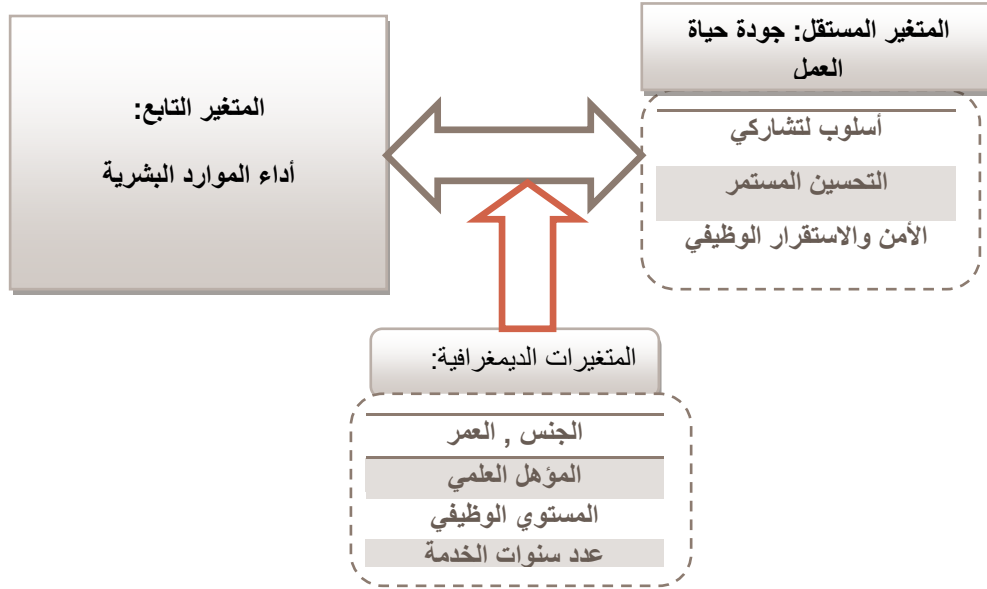 المتغير المستقل: جودة حياة
العمل
أسلوب لتشاركي
التحسين المستمر
الأمن والاستقرار الوظيفي
المتغير التابع:
أداء الموارد البشرية
المتغيرات الديمغرافية:
الجنس , العمر
المؤهل العلمي
المستوي الوظيفي
عدد سنوات الخدمة